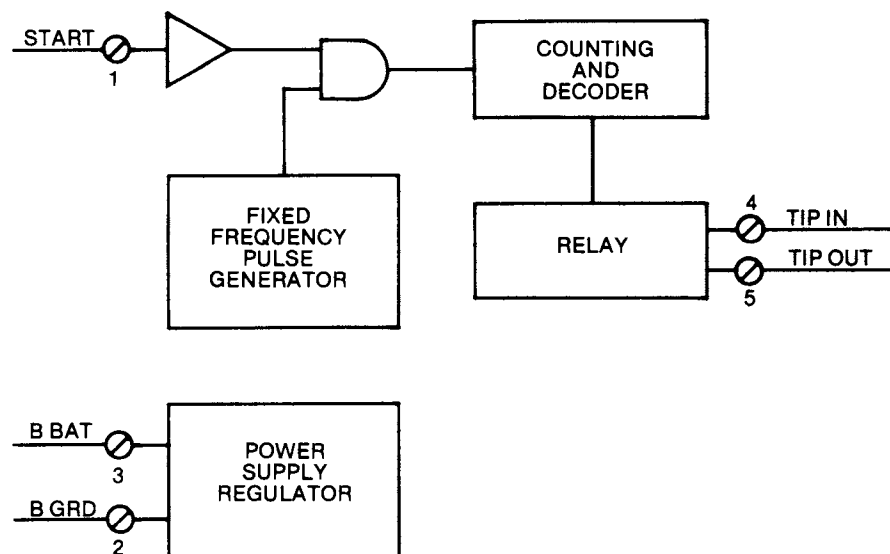 START
1
COUNTING
AND
DECODER
FIXED
FREQUENCY
PULSE
GENERATOR
RELAY
4
TIP IN
TIP OUT
5
B BAT
3
B GRD
2
POWER
SUPPLY
REGULATOR